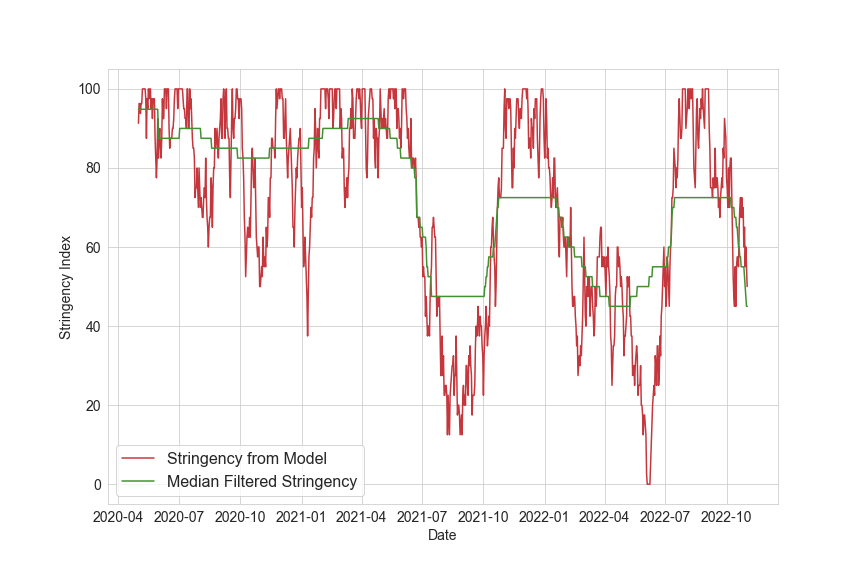 100
80
60
40
20
0
Stringency Index
Stringency from Model
Median Filtered Stringency
2020-04 2020-07 2020-10 2021-01 2021-04 2021-07 2021-10 2022-01 2022-04 2022-07 2022-10
Date